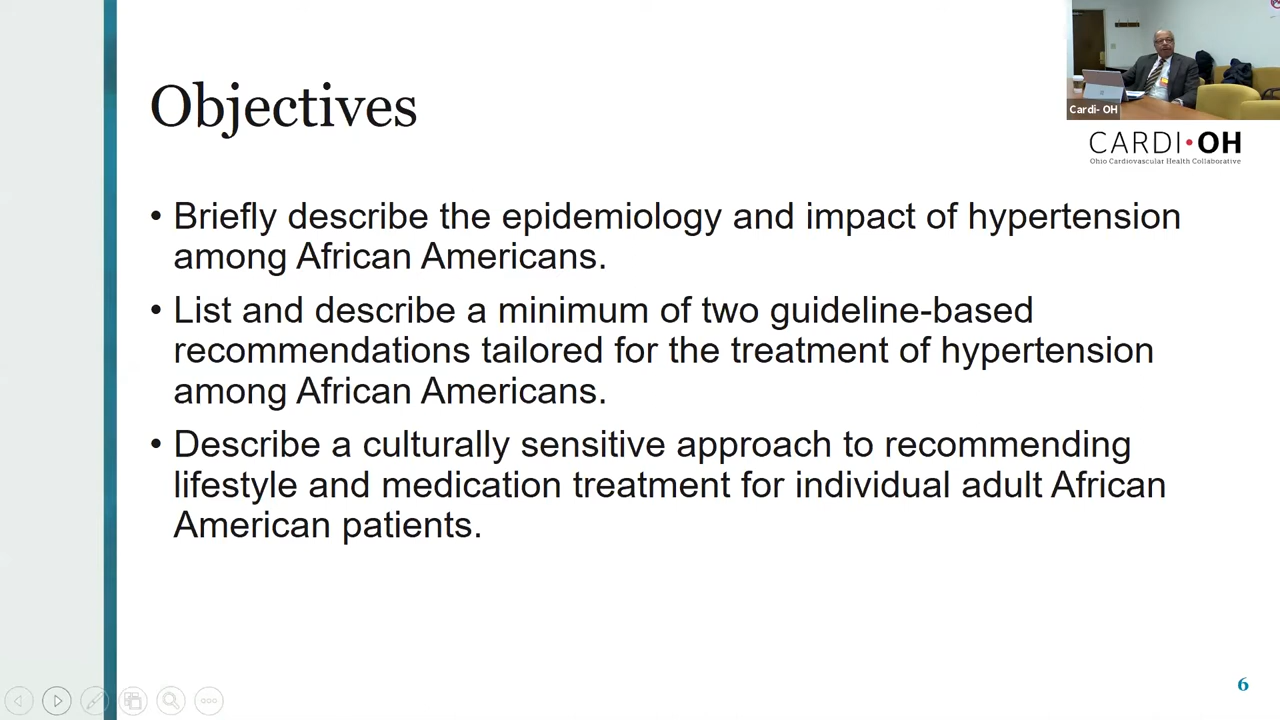 Objectives
Cardi- OH
CARDI•OH
Ohio Cardiovascular Health Collaborative
• Briefly describe the epidemiology and impact of hypertension
among African Americans.
• List and describe a minimum of two guideline-based
recommendations tailored for the treatment of hypertension
among African Americans.
• Describe a culturally sensitive approach to recommending
lifestyle and medication treatment for individual adult African
American patients.
6